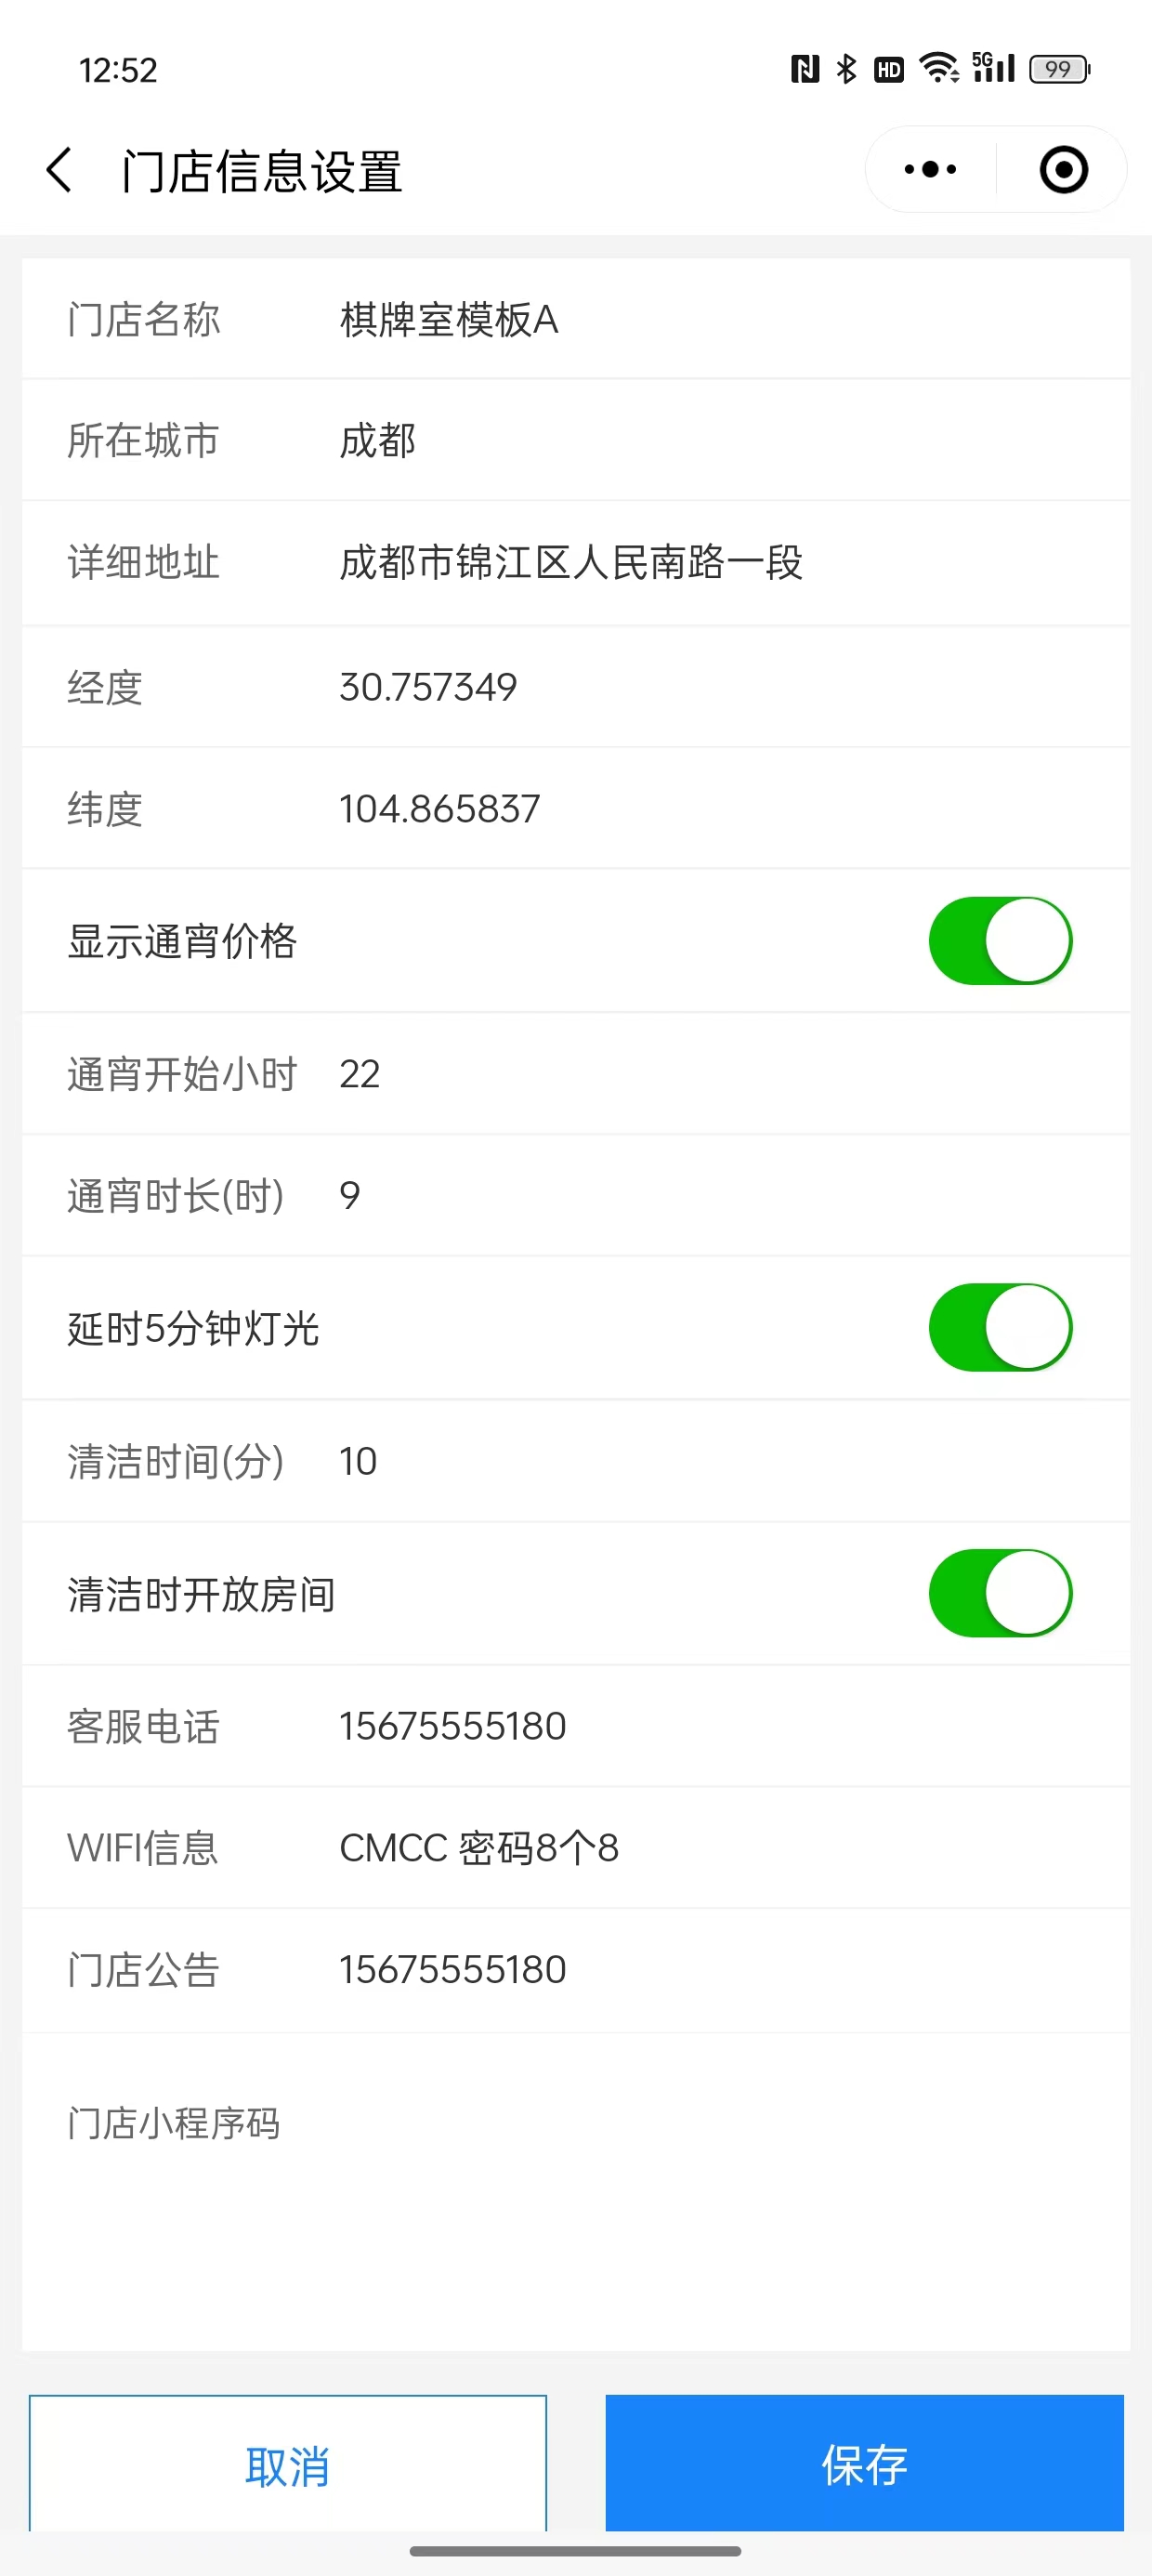 12:52
HD 5G 99
门店信息设置
门店名称 棋牌室模板A
所在城市 成都
详细地址 成都市锦江区人民南路一段
经度 30.757349
纬度 104.865837
显示通宵价格
通宵开始小时 22
通宵时长(时) 9
延时5分钟灯光
清洁时间(分) 10
清洁时开放房间
客服电话 15675555180
WIFI信息 CMCC 密码8个8
门店公告 15675555180
门店小程序码
取消 保存